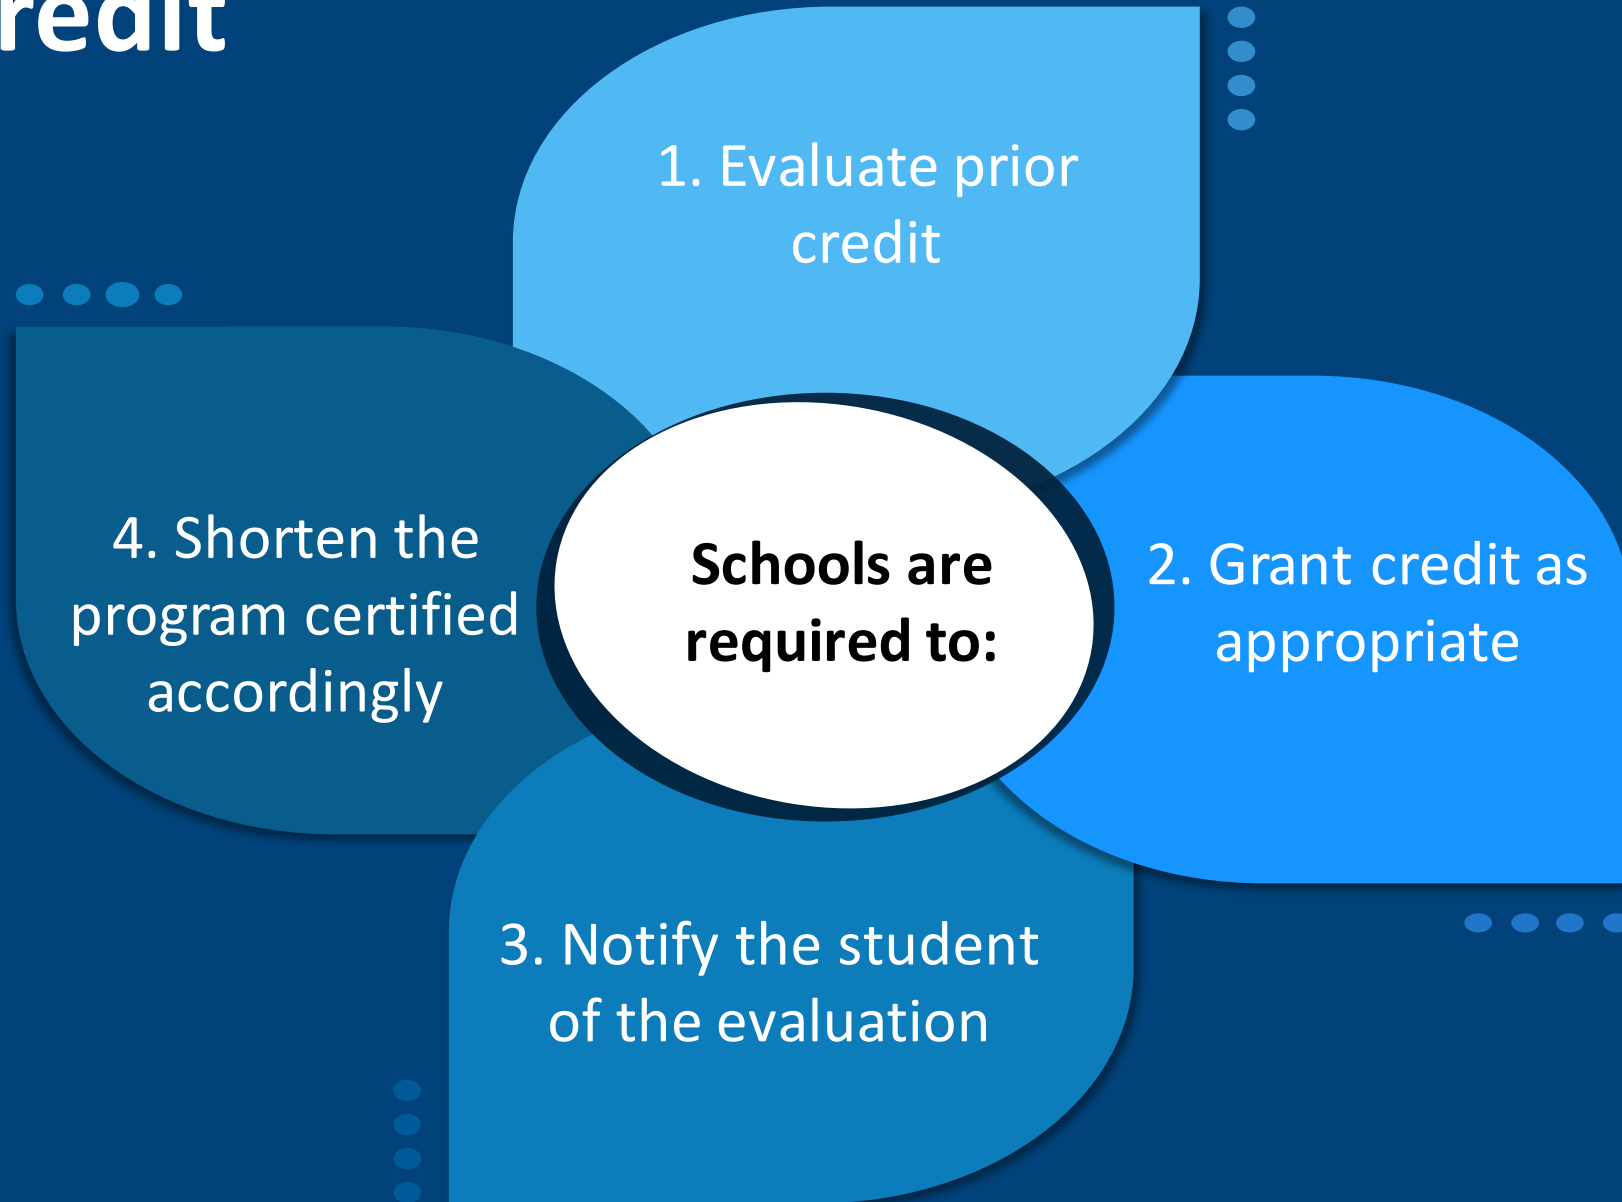 redit
1. Evaluate prior
credit
2. Grant credit as
appropriate
3. Notify the student
of the evaluation
4. Shorten the
program certified
accordingly
Schools are
required to: